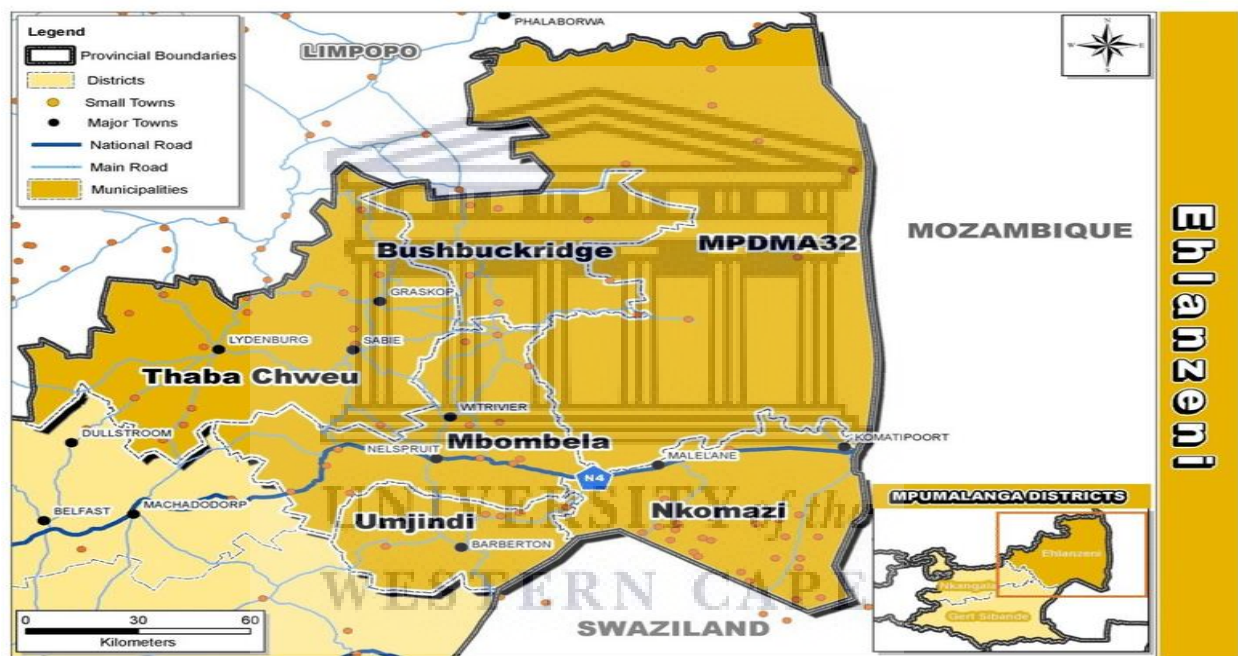 Legend
Provincial Boundaries
Districts
Small Towns
Major Towns
National Road
Main Road
Municipalities
PHALABORWA
LIMPOPO
N
W E
S
MOZAMBIQUE
Bushbuckridge
MPDMA32
GRASKOP
LYDENBURG
SABIE
Thaba Chweu
WITRIVIER
DULLSTROOM
Mbombela
KOMATIPOORT
NELSPRUIT
MALELANE
N4
BELFAST
MACHADODORP
Umjindi
Nkomazi
BARBERTON
UNIVERSITY of the
WESTERN CAPE
SWAZILAND
0 30 60
Kilometers
MPUMALANGA DISTRICTS
Ehlanzeni
Nkangala
Gert Sibande
Ehlanzeni